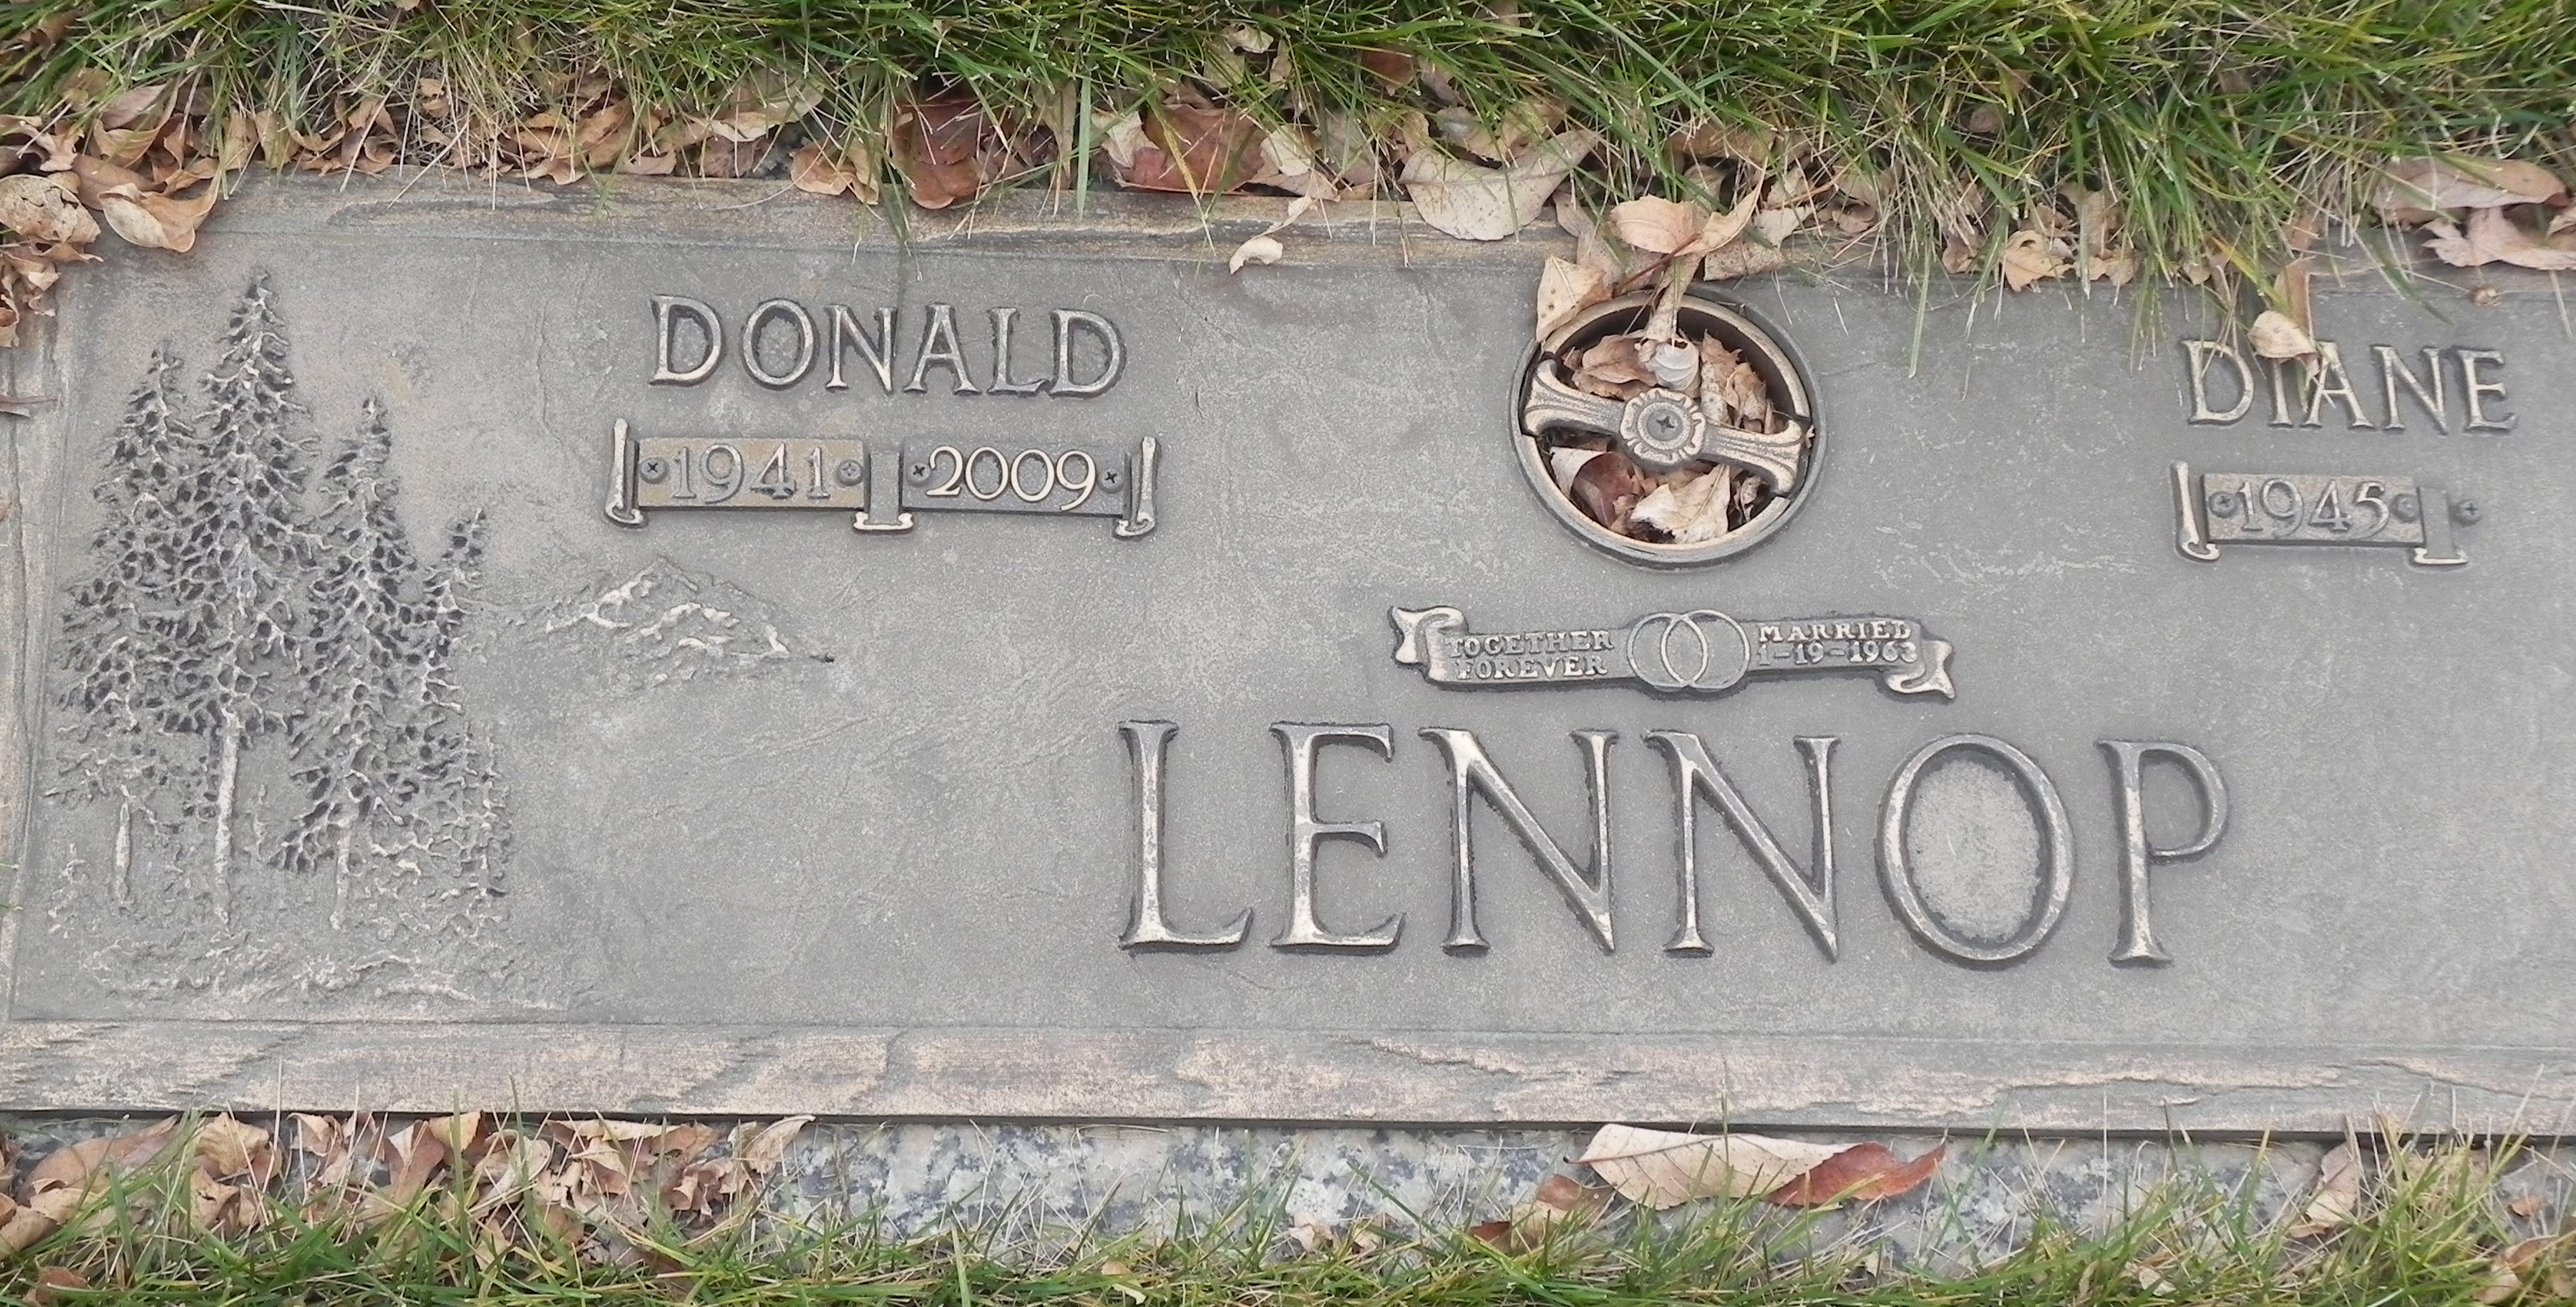 DONALD
1941 2009
DIANE
1945
TOGETHER
FOREVER
MARRIED
1-19-1963
LENNOP